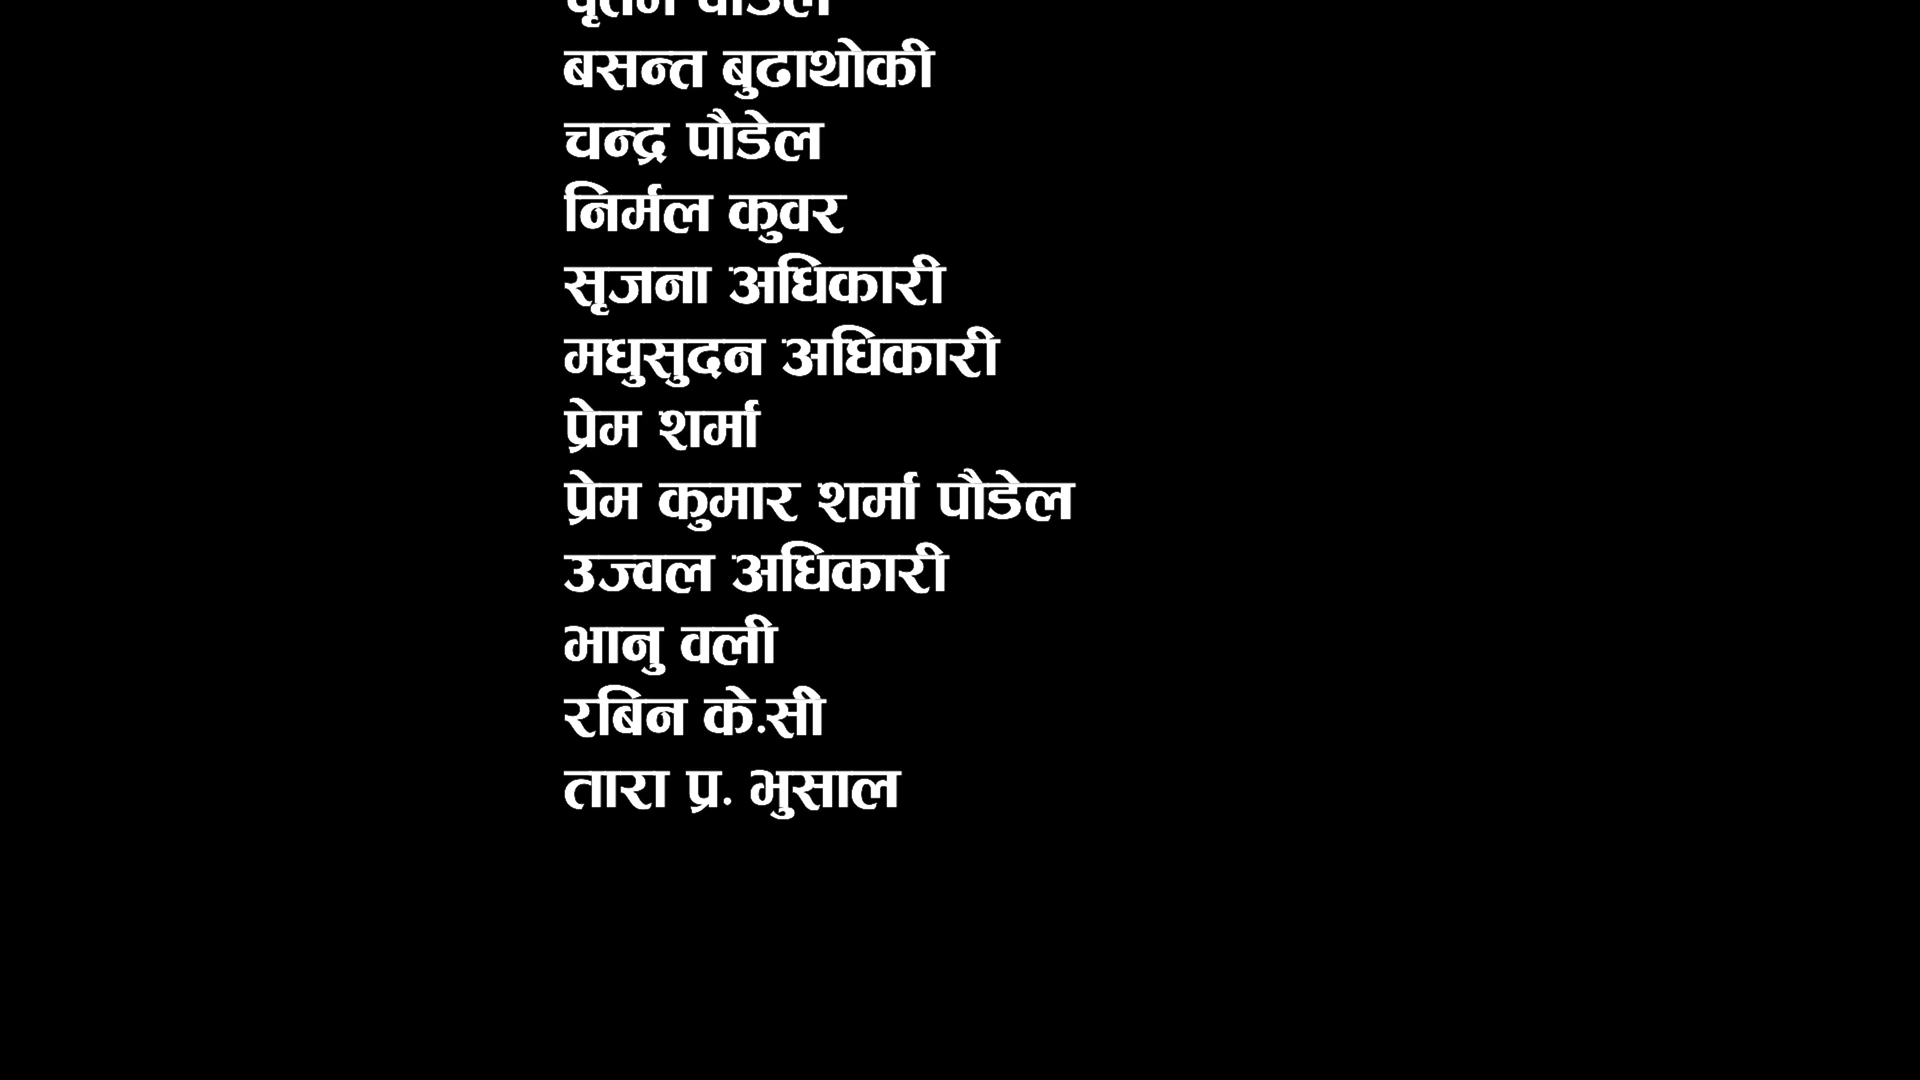 बसन्त बुढाथोकी
चन्द्र पौडेल
निर्मल कुवर
सृजना अधिकारी
मधुसुदन अधिकारी
प्रेम शर्मा
प्रेम कुमार शर्मा पौडेल
उज्वल अधिकारी
भानु वली
रबिन के.सी
तारा प्र. भुसाल